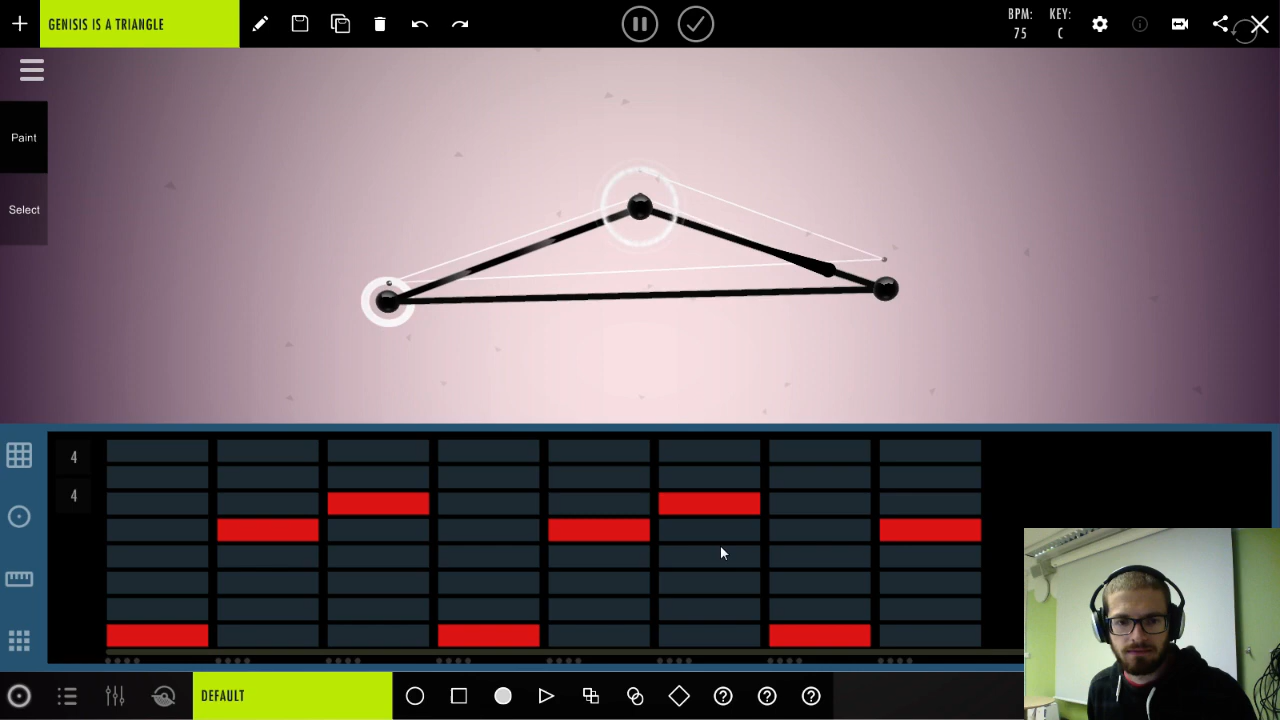 GENISIS IS A TRIANGLE
BPM:
75
KEY:
C
Paint
Select
4
4
DEFAULT